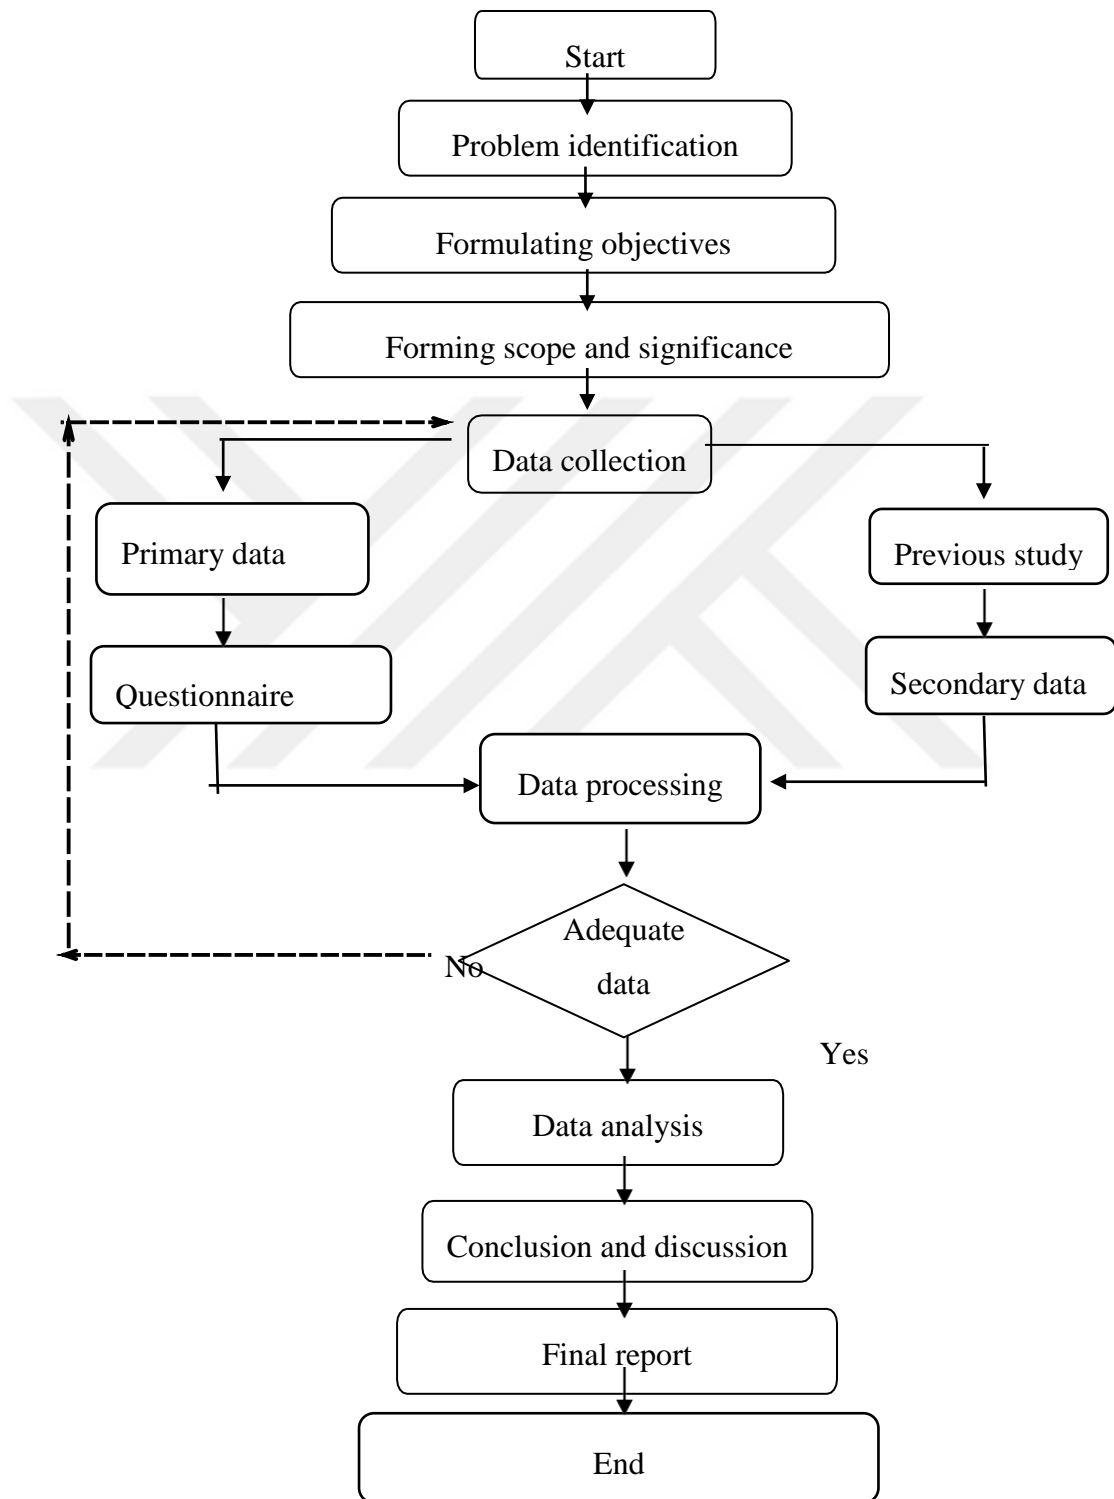 Start
Problem identification
Formulating objectives
Forming scope and significance
Data collection
Primary data
Previous study
Questionnaire
Secondary data
Data processing
Adequate
data
No
Yes
Data analysis
Conclusion and discussion
Final report
End